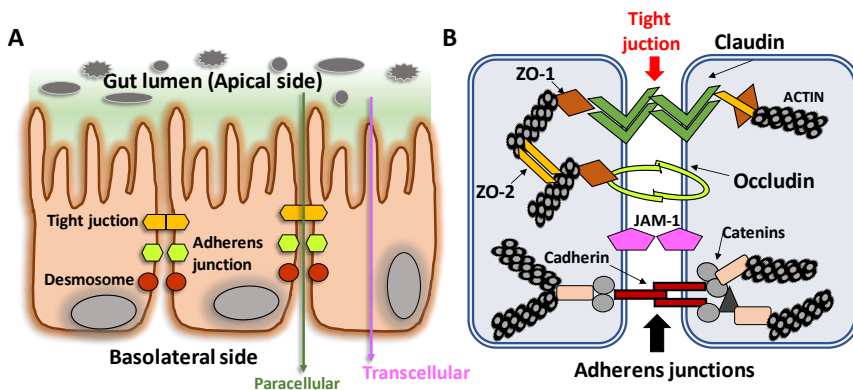 A
Gut lumen (Apical side)
Tight juction
Adherens
junction
Desmosome
Basolateral side
Paracellular
Transcellular
B
Tight
juction
Claudin
ZO-1
ACTIN
ZO-2
Occludin
JAM-1
Cadherin
Catenins
Adherens junctions